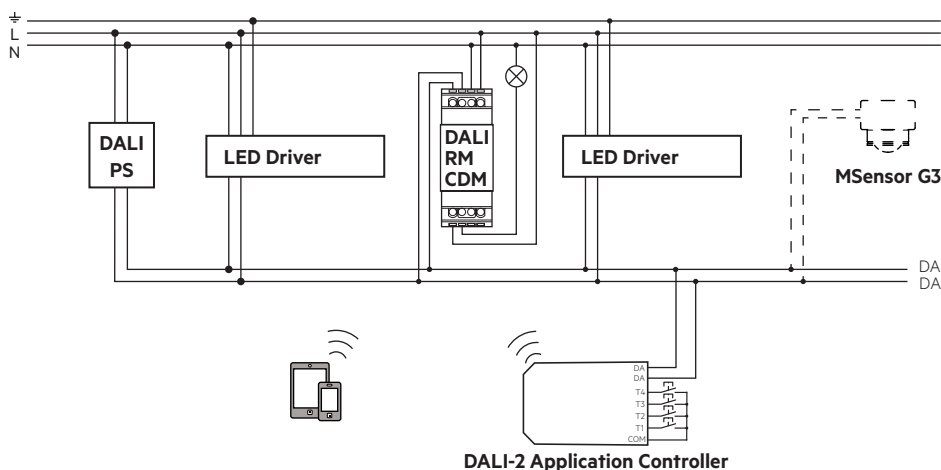 L
N
DALI
PS
LED Driver
DALI
RM
CDM
LED Driver
MSensor G3
DA
DA
DA
DA
T4
T3
T2
T1
COM
DALI-2 Application Controller